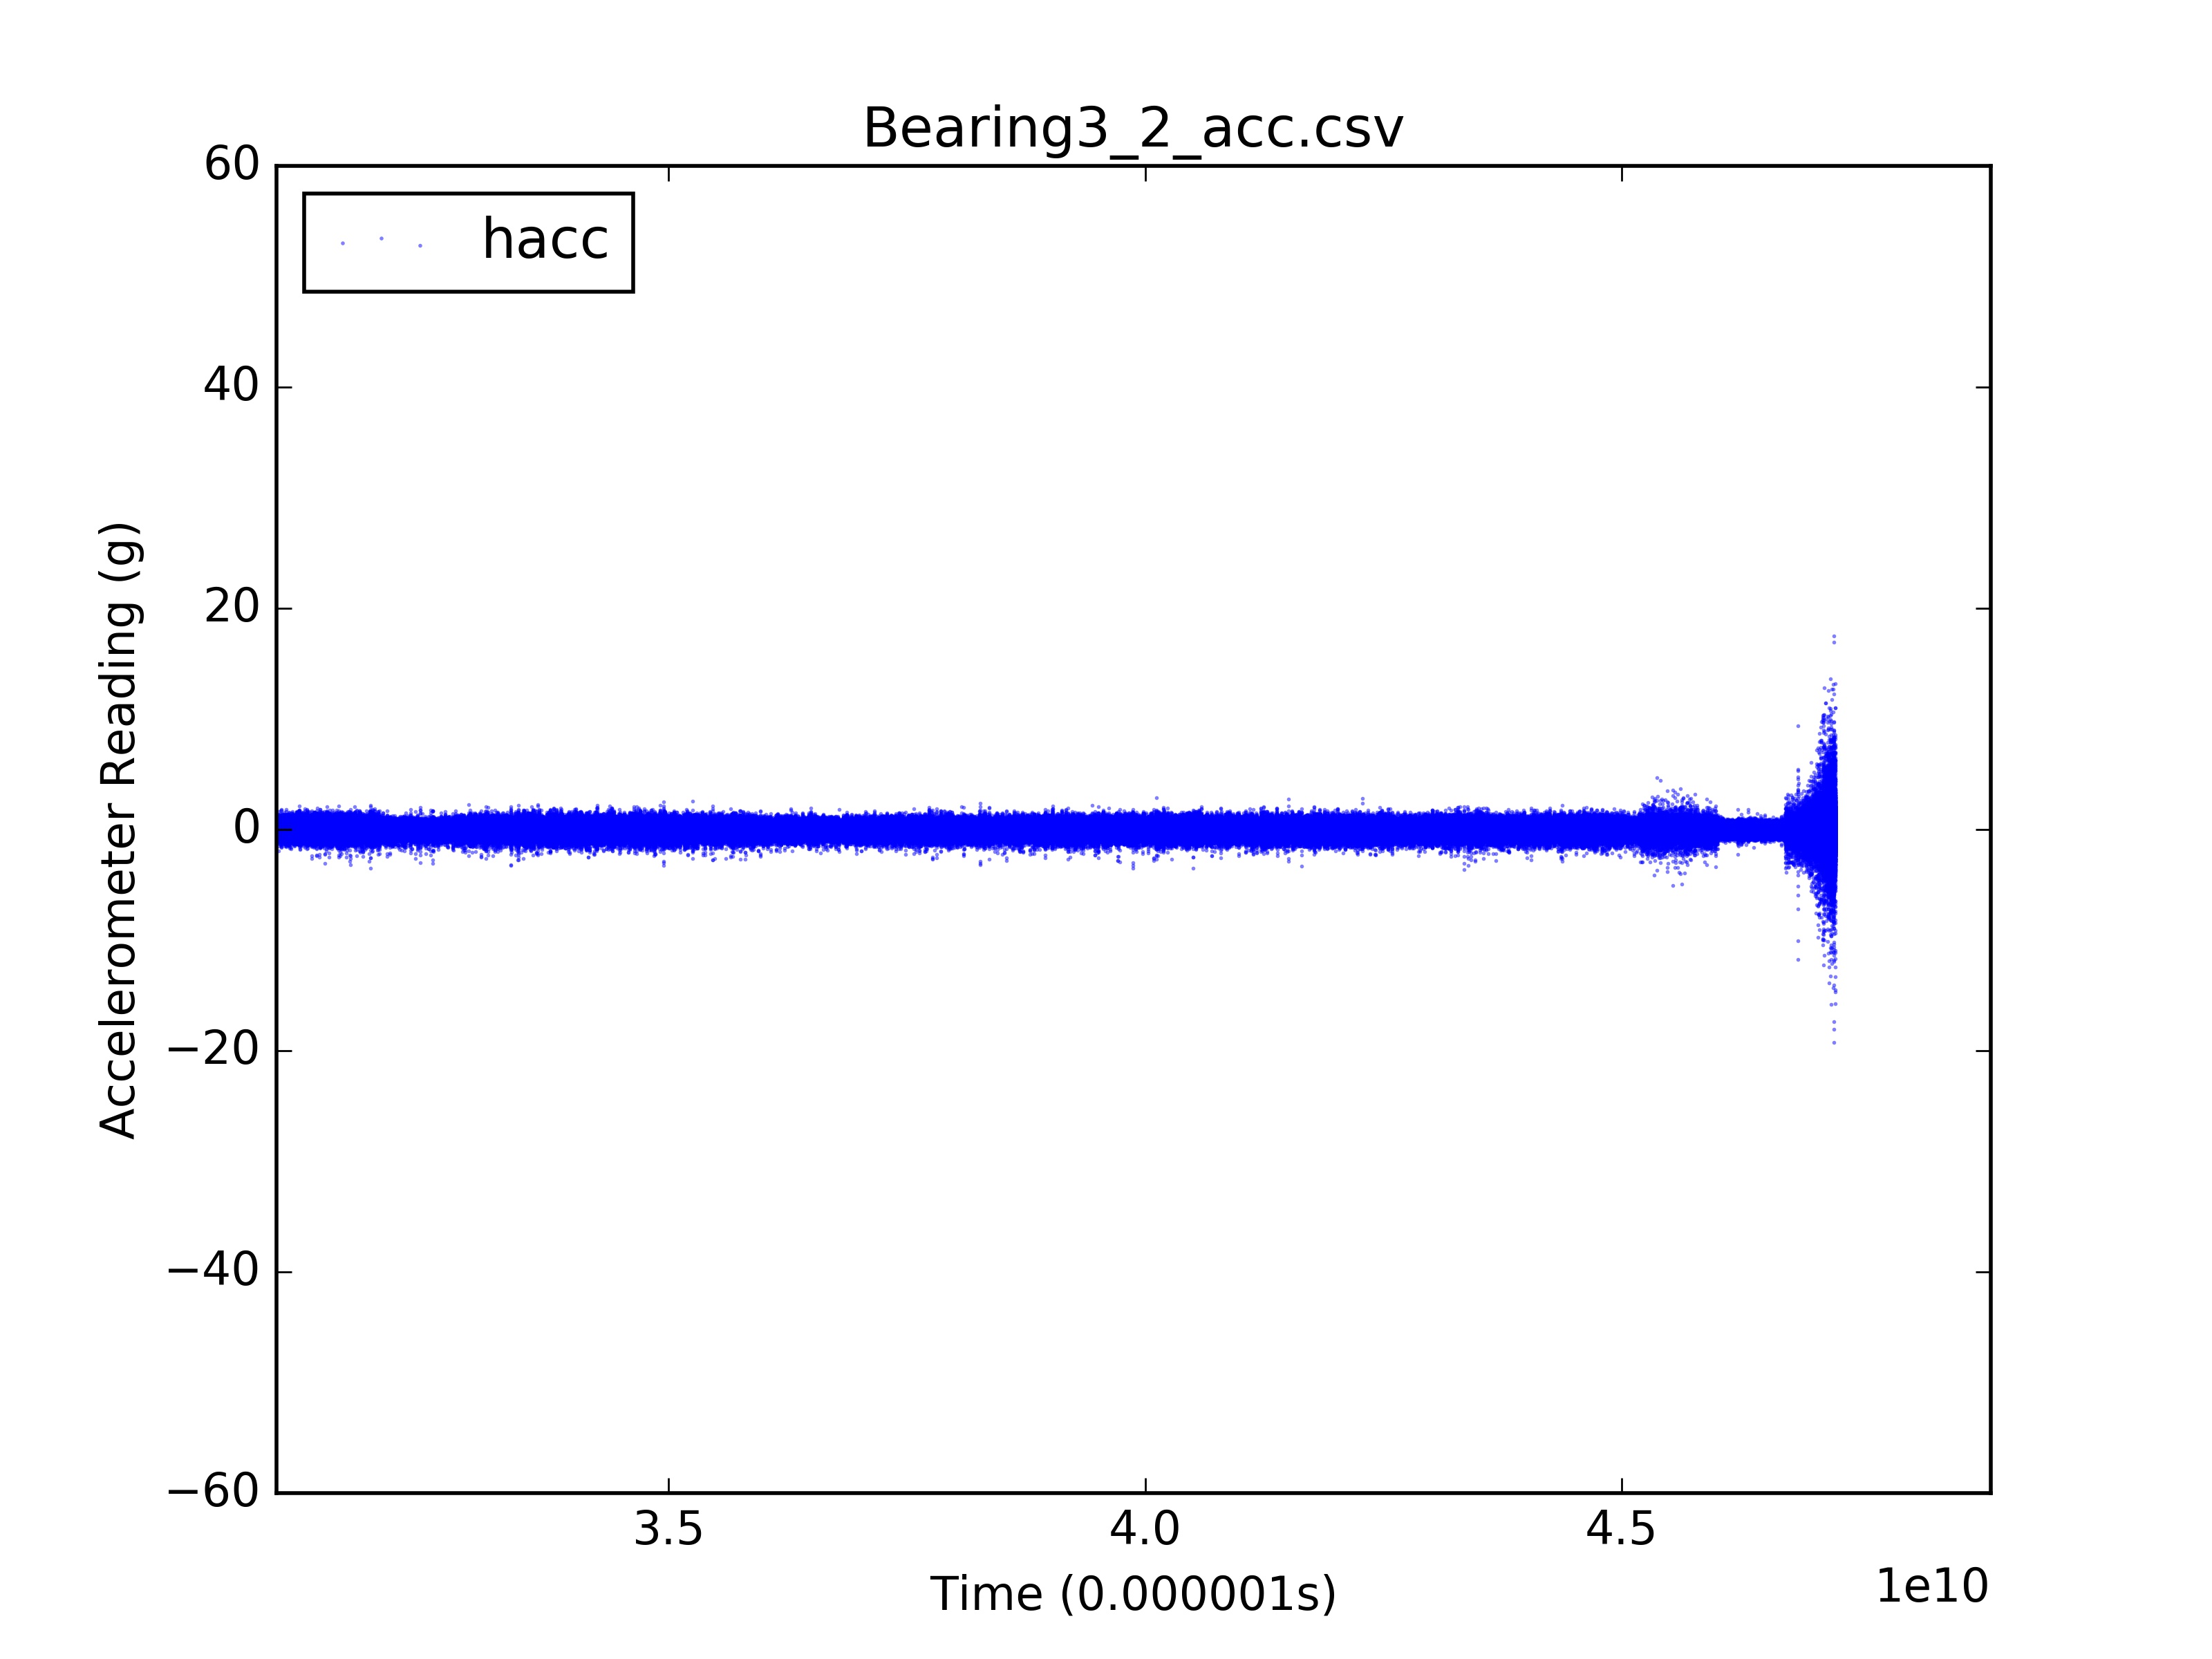 Bearing3_2_acc.csv
hacc
60
40
20
0
−20
−40
−60
Accelerometer Reading (g)
3.5 4.0 4.5
1e10
Time (0.000001s)